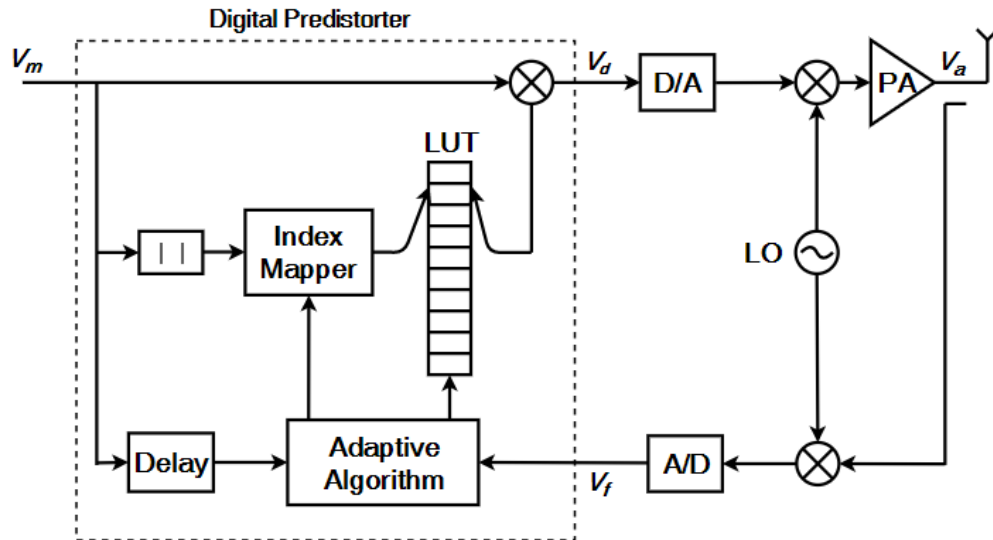 Digital Predistorter
Vm
Vd
D/A
PA
Va
LUT
| |
Index
Mapper
LO
Delay
Adaptive
Algorithm
Vf
A/D